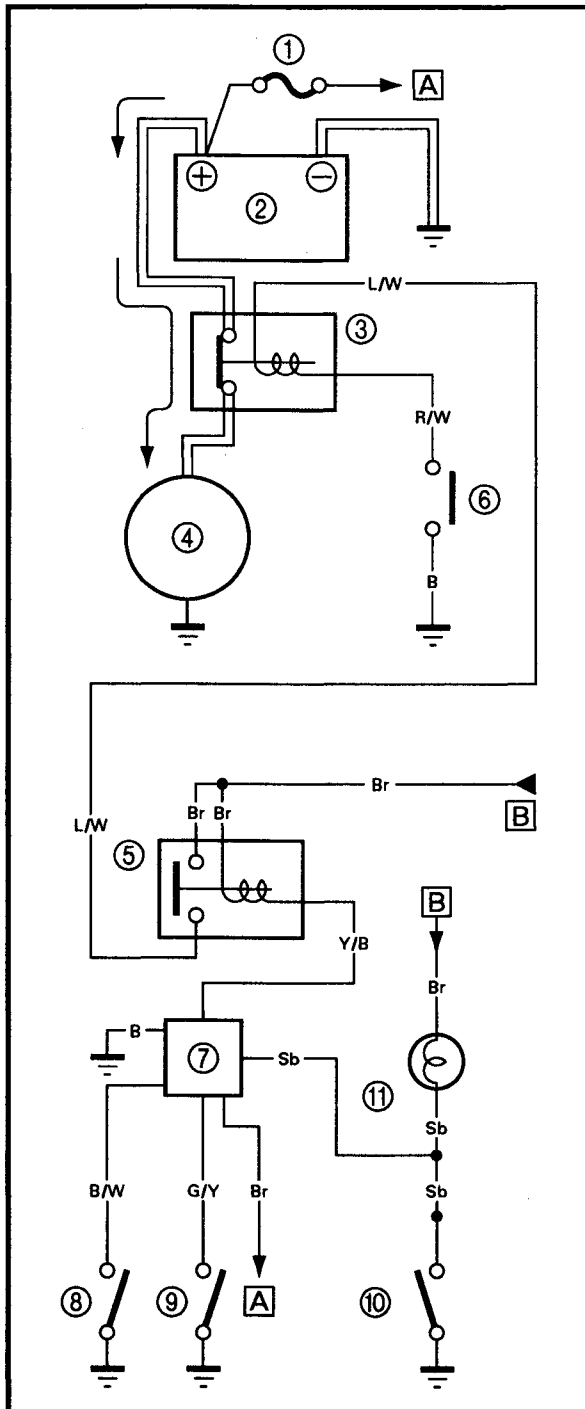 ① A
+ −
②
L/W
③
R/W
④ ⑥
B
Br
Br Br
L/W B
⑤
B
Y/B
Br
B
⑦ Sb
⑪
Sb
B/W G/Y Br Sb
⑧ ⑨ A ⑩